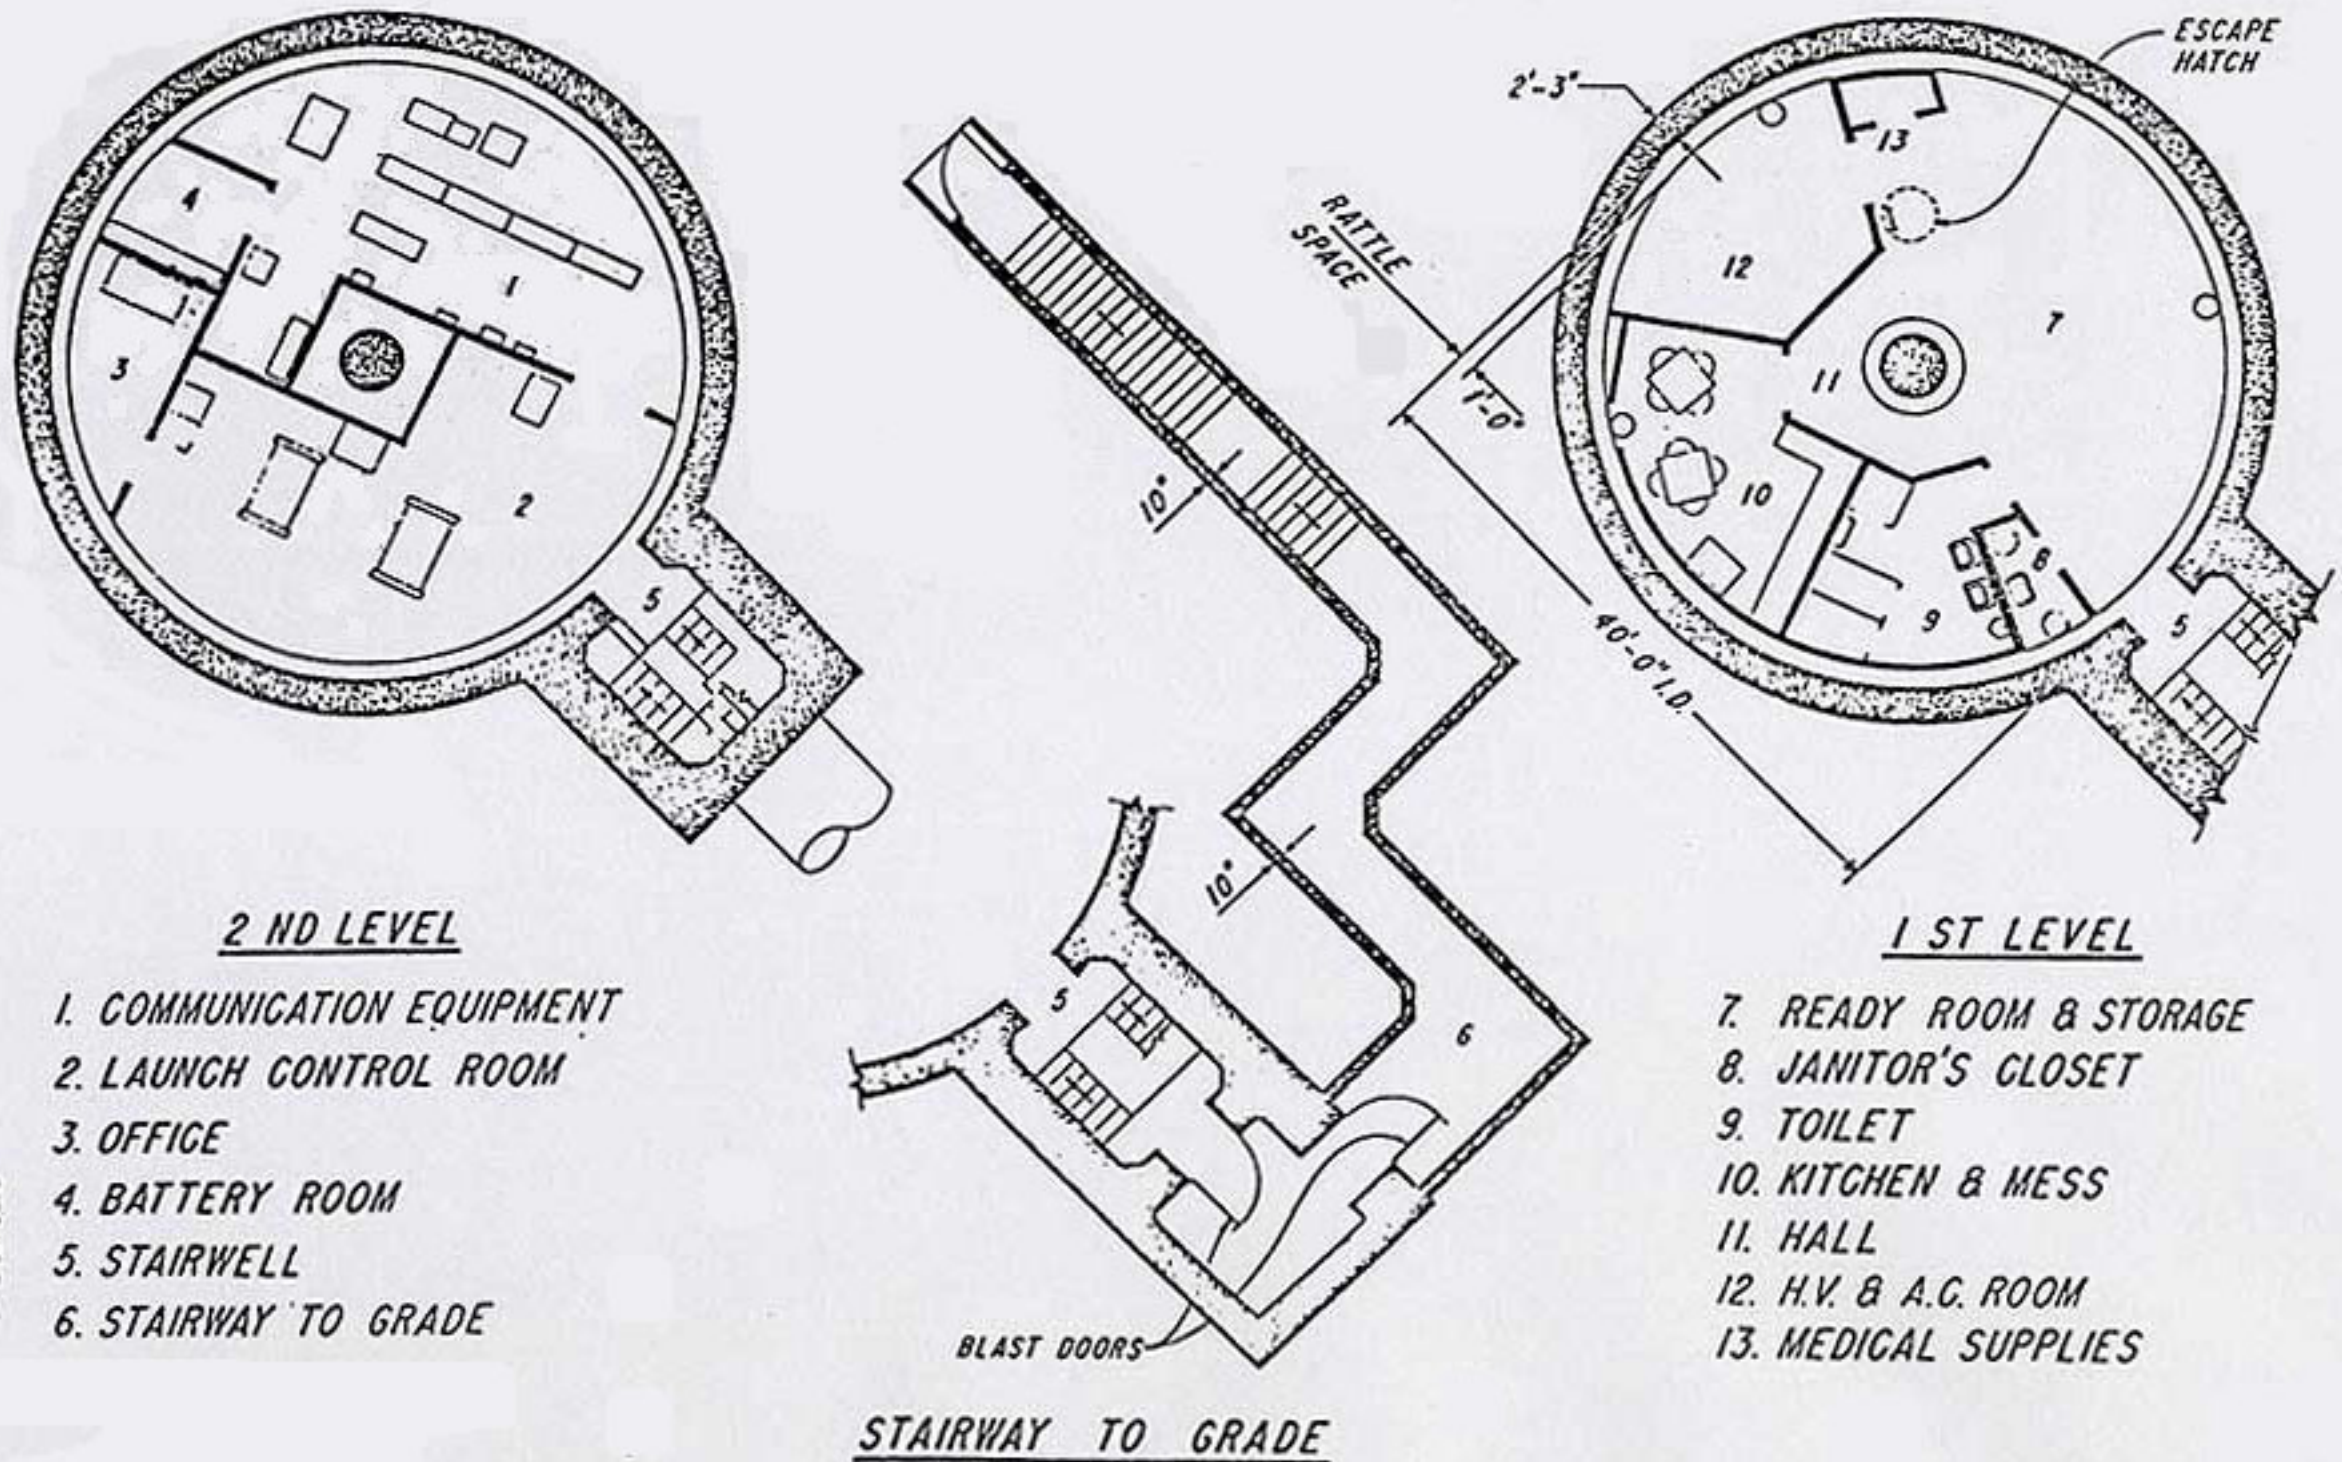 ESCAPE
HATCH
2'-3"
13
4
12
RATTLE
SPACE
1
7
3
11
1'-0"
10"
10
2
8
5
9
5
40'-0" I.D.
10"
5
6
2 ND LEVEL
1. COMMUNICATION EQUIPMENT
2. LAUNCH CONTROL ROOM
3. OFFICE
4. BATTERY ROOM
5. STAIRWELL
6. STAIRWAY TO GRADE
1 ST LEVEL
7. READY ROOM & STORAGE
8. JANITOR'S CLOSET
9. TOILET
10. KITCHEN & MESS
11. HALL
12. H.V. & A.C. ROOM
13. MEDICAL SUPPLIES
BLAST DOORS
STAIRWAY TO GRADE